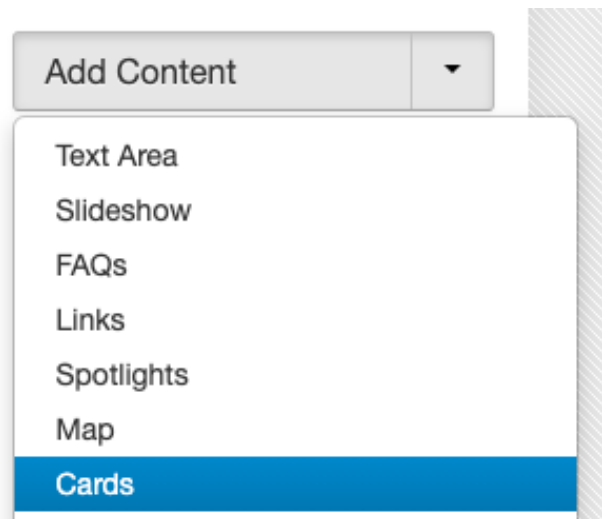 Add Content
Text Area
Slideshow
FAQs
Links
Spotlights
Map
Cards